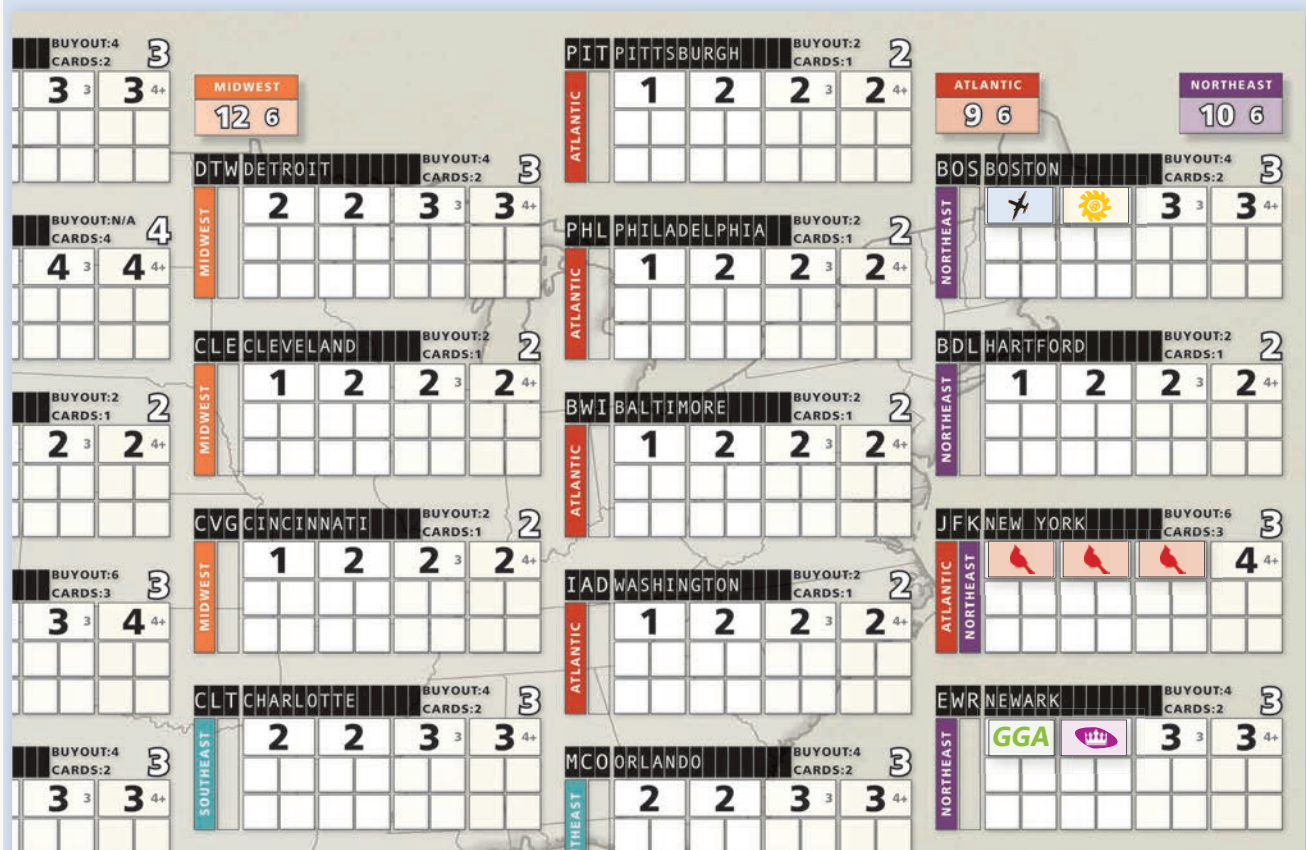 BUYOUT:4
CARDS:2 3
3 3 3 4+
BUYOUT:N/A
CARDS:4 4
4 3 4 4+
BUYOUT:2
CARDS:1 2
2 3 2 4+
BUYOUT:6
CARDS:3 3
3 3 4 4+
BUYOUT:4
CARDS:2 3
3 3 3 4+
MIDWEST
12 6
DTW DETROIT BUYOUT:4
CARDS:2 3
MIDWEST
2 2 3 3 3 4+
CLE CLEVELAND BUYOUT:2
CARDS:1 2
MIDWEST
1 2 2 3 2 4+
CVG CINCINNATI BUYOUT:2
CARDS:1 2
MIDWEST
1 2 2 3 2 4+
CLT CHARLOTTE BUYOUT:4
CARDS:2 3
SOUTHEAST
2 2 3 3 3 4+
PIT PITTSBURGH BUYOUT:2
CARDS:1 2
ATLANTIC
1 2 2 3 2 4+
PHL PHILADELPHIA BUYOUT:2
CARDS:1 2
ATLANTIC
1 2 2 3 2 4+
BWI BALTIMORE BUYOUT:2
CARDS:1 2
ATLANTIC
1 2 2 3 2 4+
IAD WASHINGTON BUYOUT:2
CARDS:1 2
ATLANTIC
1 2 2 3 2 4+
MCO ORLANDO BUYOUT:4
CARDS:2 3
THEAST
2 2 3 3 3 4+
ATLANTIC
9 6
NORTHEAST
10 6
BOS BOSTON BUYOUT:4
CARDS:2 3
NORTHEAST
3 3 3 4+
BDL HARTFORD BUYOUT:2
CARDS:1 2
NORTHEAST
1 2 2 3 2 4+
JFK NEW YORK BUYOUT:6
CARDS:3 3
ATLANTIC
NORTHEAST
4 4+
EWR NEWARK BUYOUT:4
CARDS:2 3
NORTHEAST
GGA 3 3 3 4+